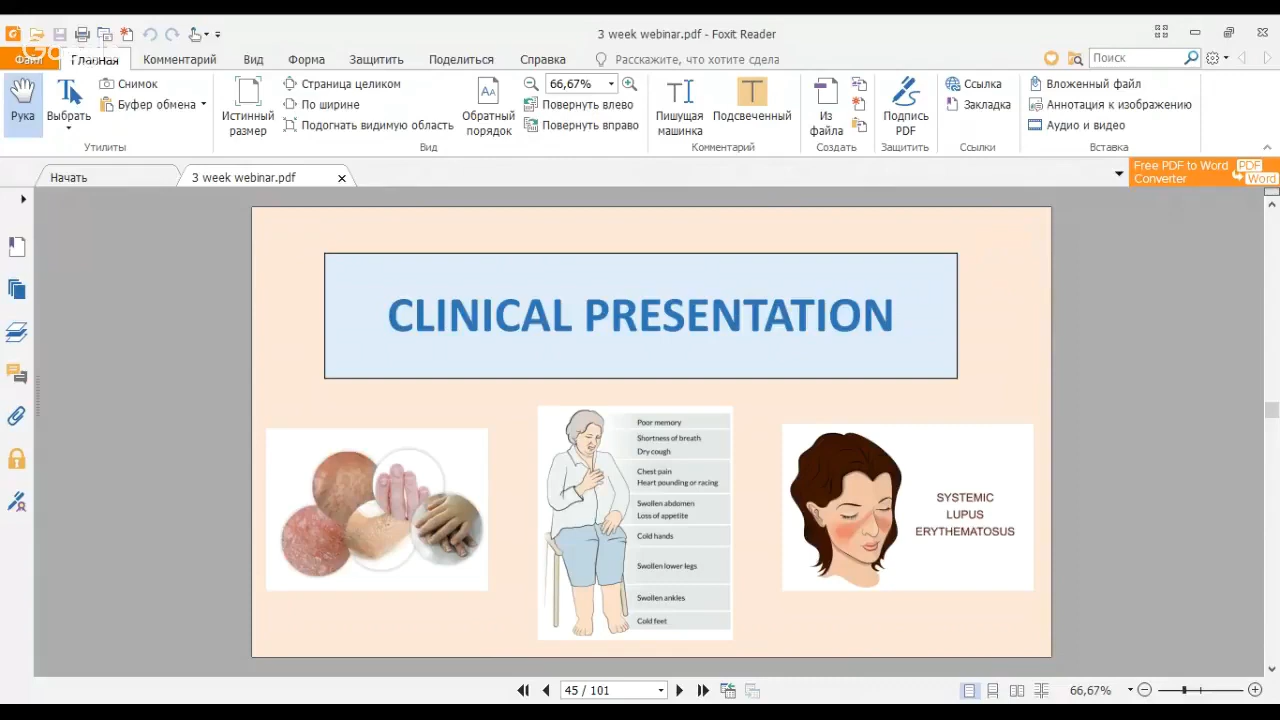 3 week webinar.pdf - Foxit Reader
Файл
Главная
Комментарий
Вид
Форма
Защитить
Поделиться
Справка
Расскажите, что хотите сдела
Поиск
Рука
Выбрать
Снимок
Буфер обмена
Утилиты
Истинный
размер
Страница целиком
По ширине
Подогнать видимую область
Обратный
порядок
66,67%
Повернуть влево
Повернуть вправо
Вид
Пишущая
машинка
Подсвеченный
Комментарий
Из
файла
Создать
Подпись
PDF
Защитить
Ссылка
Закладка
Ссылки
Вложенный файл
Аннотация к изображению
Аудио и видео
Вставка
Начать
3 week webinar.pdf
Free PDF to Word
Converter
PDF
Word
CLINICAL PRESENTATION
Poor memory
Shortness of breath
Dry cough
Chest pain
Heart pounding or racing
Swollen abdomen
Loss of appetite
Cold hands
Swollen lower legs
Swollen ankles
Cold feet
SYSTEMIC
LUPUS
ERYTHEMATOSUS
45 / 101
66,67%